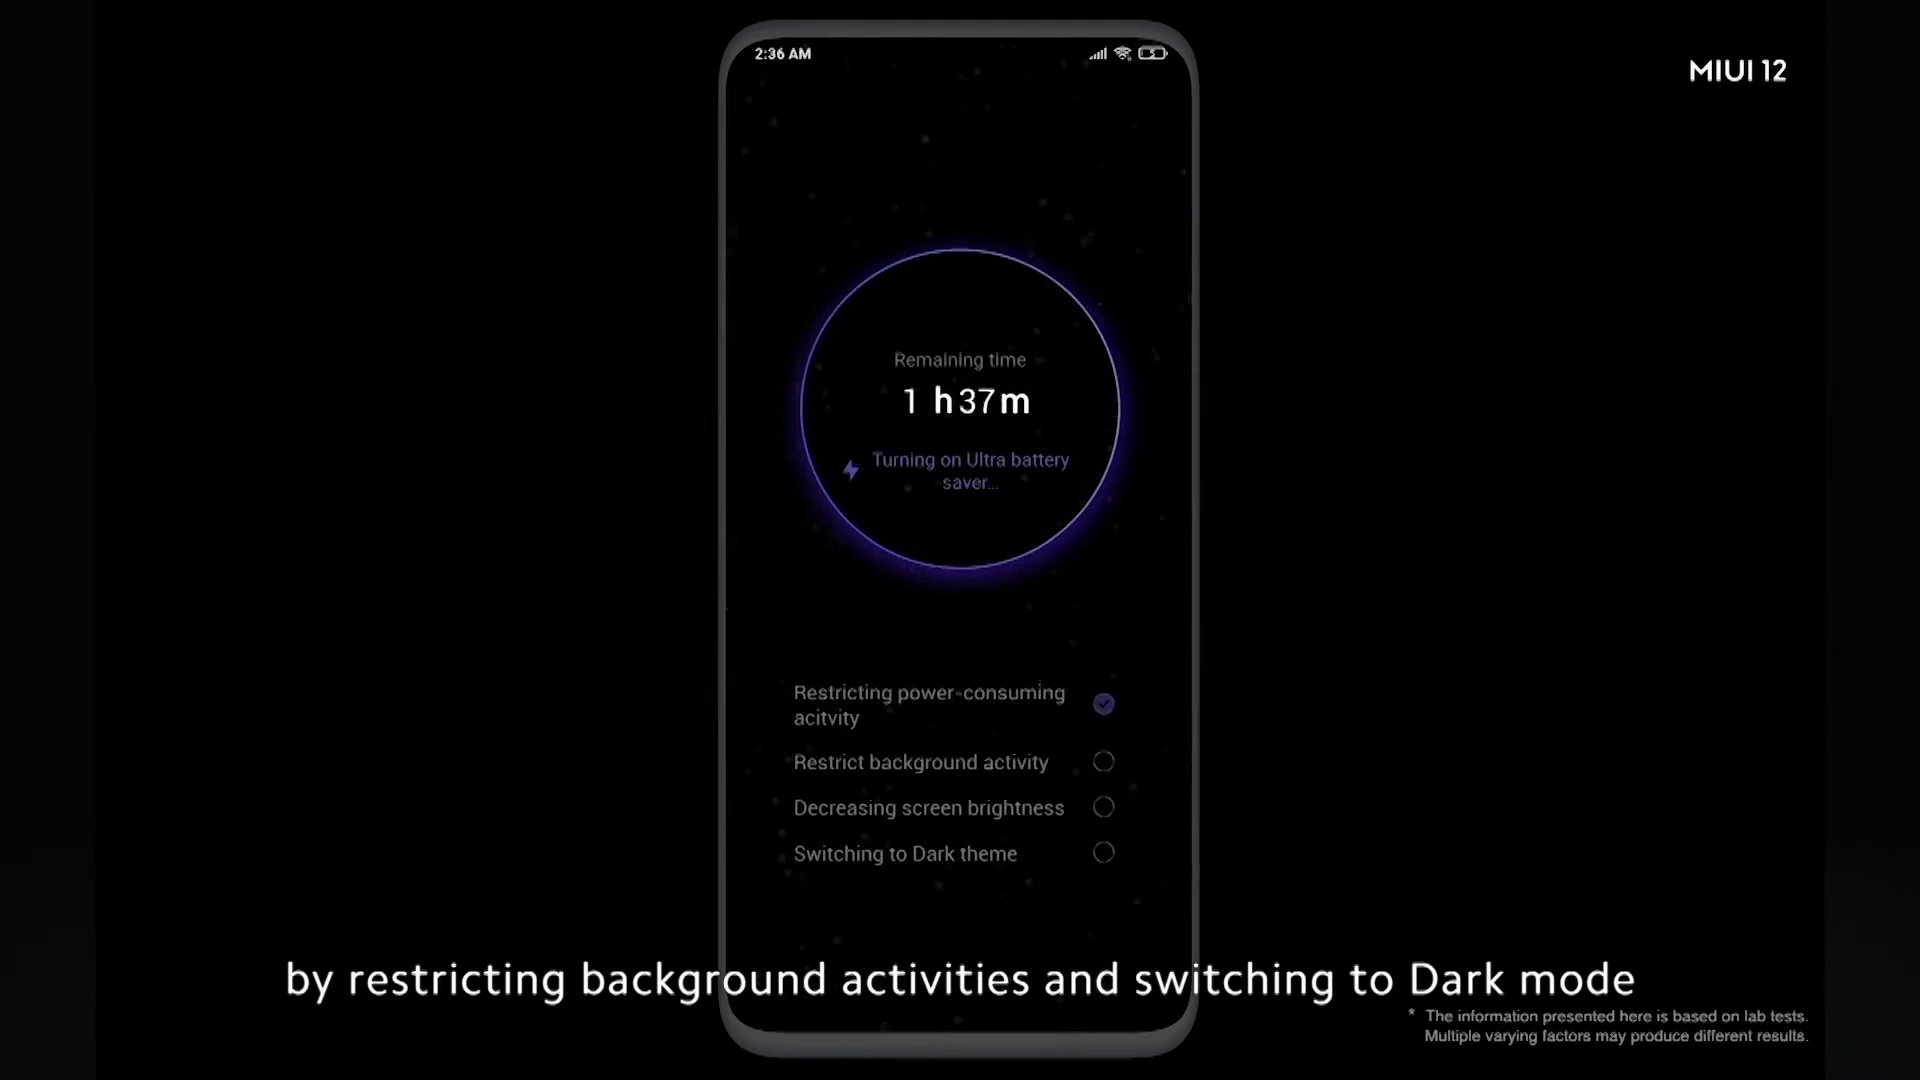 2:36 AM
MIUI 12
Remaining time
1 h 37 m
Turning on Ultra battery
saver...
Restricting power-consuming
acitvity
Restrict background activity
Decreasing screen brightness
Switching to Dark theme
by restricting background activities and switching to Dark mode
* The information presented here is based on lab tests.
Multiple varying factors may produce different results.